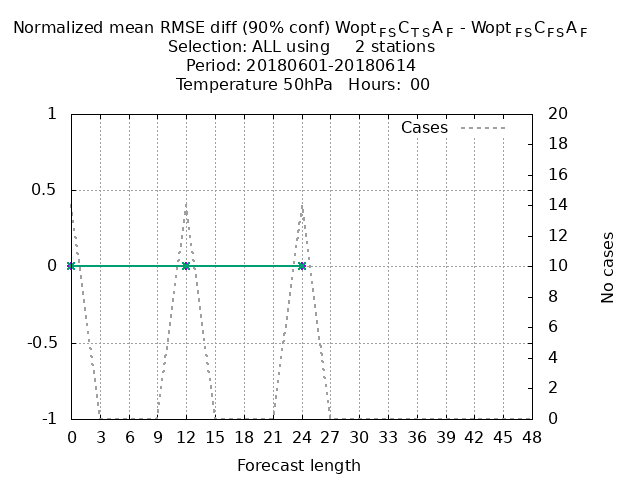 Normalized mean RMSE diff (90% conf) Wopt FS C T S A F - Wopt FS C F S A F
Selection: ALL using 2 stations
Period: 20180601-20180614
Temperature 50hPa Hours: 00
Cases
1
0.5
0
-0.5
-1
20
18
16
14
12
10
8
6
4
2
0
No cases
0 3 6 9 12 15 18 21 24 27 30 33 36 39 42 45 48
Forecast length